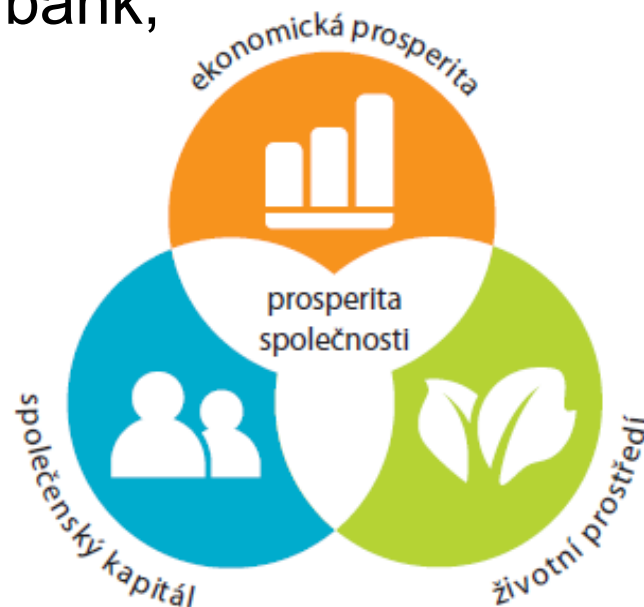 bank,
ekonomická prosperita
prosperita
společnosti
společenský kapitál
životní prostředí